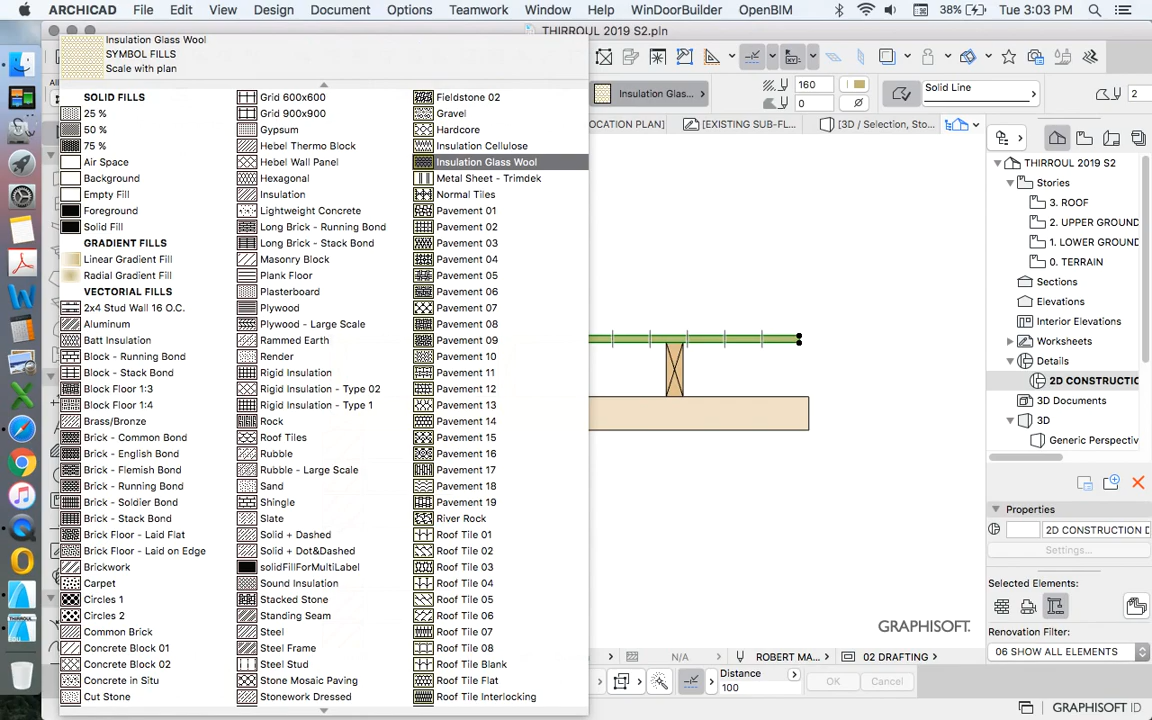 ARCHICAD File Edit View Design Document Options Teamwork Window Help WinDoorBuilder OpenBIM 38% Tue 3:03 PM
THIRROUL 2019 S2.pln
Insulation Glass Wool
SYMBOL FILLS
Scale with plan
SOLID FILLS
25 %
50 %
75 %
Air Space
Background
Empty Fill
Foreground
Solid Fill
GRADIENT FILLS
Linear Gradient Fill
Radial Gradient Fill
VECTORIAL FILLS
2x4 Stud Wall 16 O.C.
Aluminum
Batt Insulation
Block - Running Bond
Block - Stack Bond
Block Floor 1:3
Block Floor 1:4
Brass/Bronze
Brick - Common Bond
Brick - English Bond
Brick - Flemish Bond
Brick - Running Bond
Brick - Soldier Bond
Brick - Stack Bond
Brick Floor - Laid Flat
Brick Floor - Laid on Edge
Brickwork
Carpet
Circles 1
Circles 2
Common Brick
Concrete Block 01
Concrete Block 02
Concrete in Situ
Cut Stone
Grid 600x600
Grid 900x900
Gypsum
Hebel Thermo Block
Hebel Wall Panel
Hexagonal
Insulation
Lightweight Concrete
Long Brick - Running Bond
Long Brick - Stack Bond
Masonry Block
Plank Floor
Plasterboard
Plywood
Plywood - Large Scale
Rammed Earth
Render
Rigid Insulation
Rigid Insulation - Type 02
Rigid Insulation - Type 1
Rock
Roof Tiles
Rubble
Rubble - Large Scale
Sand
Shingle
Slate
Solid + Dashed
Solid + Dot&Dashed
solidFillForMultiLabel
Sound Insulation
Stacked Stone
Standing Seam
Steel
Steel Frame
Steel Stud
Stone Mosaic Paving
Stonework Dressed
Fieldstone 02
Gravel
Hardcore
Insulation Cellulose
Insulation Glass Wool
Metal Sheet - Trimdek
Normal Tiles
Pavement 01
Pavement 02
Pavement 03
Pavement 04
Pavement 05
Pavement 06
Pavement 07
Pavement 08
Pavement 09
Pavement 10
Pavement 11
Pavement 12
Pavement 13
Pavement 14
Pavement 15
Pavement 16
Pavement 17
Pavement 18
Pavement 19
River Rock
Roof Tile 01
Roof Tile 02
Roof Tile 03
Roof Tile 04
Roof Tile 05
Roof Tile 06
Roof Tile 07
Roof Tile 08
Roof Tile Blank
Roof Tile Flat
Roof Tile Interlocking
Insulation Glas...
160
0
Solid Line
2
OCATION PLAN]
[EXISTING SUB-FL...
[3D / Selection, Sto...
THIRROUL 2019 S2
Stories
3. ROOF
2. UPPER GROUND
1. LOWER GROUND
0. TERRAIN
Sections
Elevations
Interior Elevations
Worksheets
Details
2D CONSTRUCTIO
3D Documents
3D
Generic Perspectiv
Properties
2D CONSTRUCTION D
Settings...
Selected Elements:
Renovation Filter:
06 SHOW ALL ELEMENTS
GRAPHISOFT.
N/A
ROBERT MA...
02 DRAFTING
Distance
100
OK
Cancel
GRAPHISOFT ID